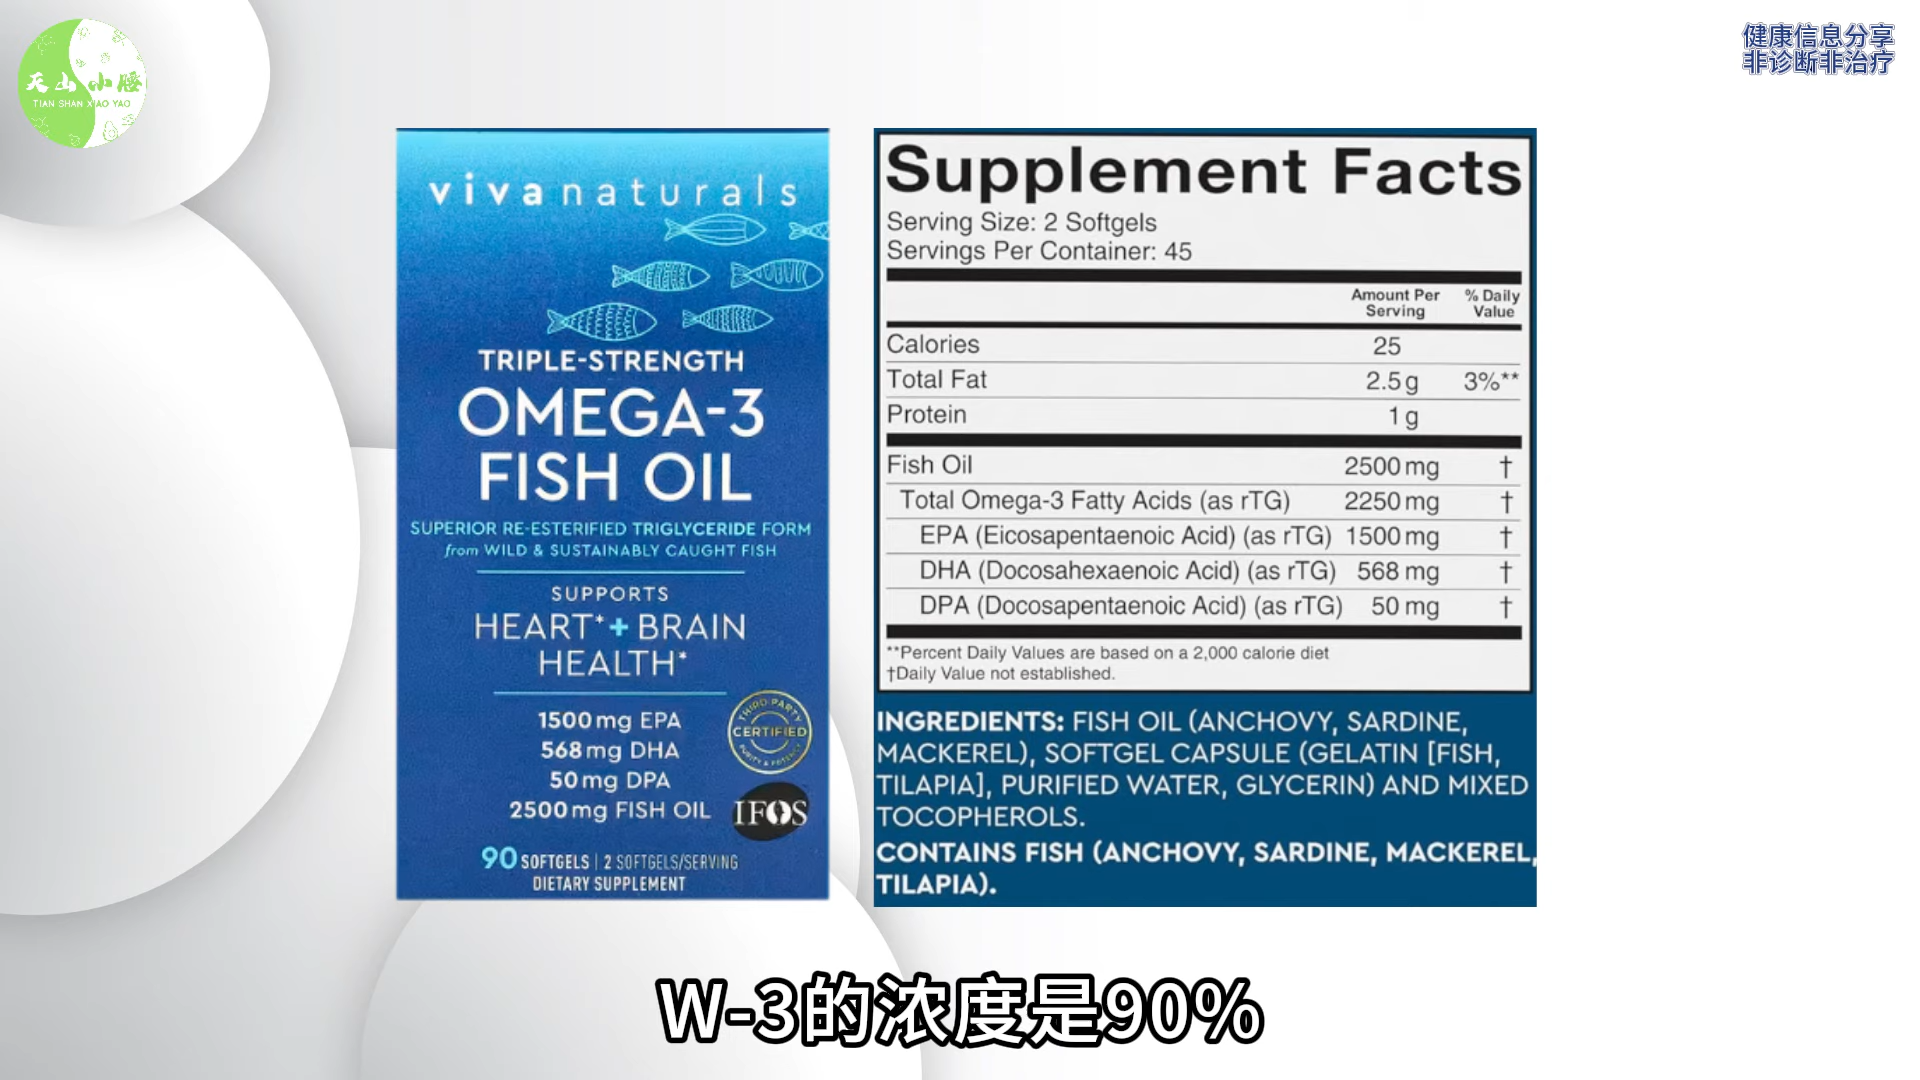 天山小腰
TIAN SHAN XIAO YAO
健康信息分享
非诊断非治疗
vivanaturals
TRIPLE-STRENGTH
OMEGA-3
FISH OIL
SUPERIOR RE-ESTERIFIED TRIGLYCERIDE FORM
from WILD & SUSTAINABLY CAUGHT FISH
SUPPORTS
HEART*+BRAIN
HEALTH*
1500mg EPA
568mg DHA
50mg DPA
2500mg FISH OIL
THIRD PARTY
CERTIFIED
PURITY & POTENCY
IFOS
90 SOFTGELS | 2 SOFTGELS/SERVING
DIETARY SUPPLEMENT
Supplement Facts
Serving Size: 2 Softgels
Servings Per Container: 45
Amount Per Serving % Daily Value
Calories 25
Total Fat 2.5g 3%**
Protein 1g
Fish Oil 2500mg †
Total Omega-3 Fatty Acids (as rTG) 2250mg †
EPA (Eicosapentaenoic Acid) (as rTG) 1500mg †
DHA (Docosahexaenoic Acid) (as rTG) 568mg †
DPA (Docosapentaenoic Acid) (as rTG) 50mg †
**Percent Daily Values are based on a 2,000 calorie diet
†Daily Value not established.
INGREDIENTS: FISH OIL (ANCHOVY, SARDINE,
MACKEREL), SOFTGEL CAPSULE (GELATIN [FISH,
TILAPIA], PURIFIED WATER, GLYCERIN) AND MIXED
TOCOPHEROLS.
CONTAINS FISH (ANCHOVY, SARDINE, MACKEREL,
TILAPIA).
W-3的浓度是90%